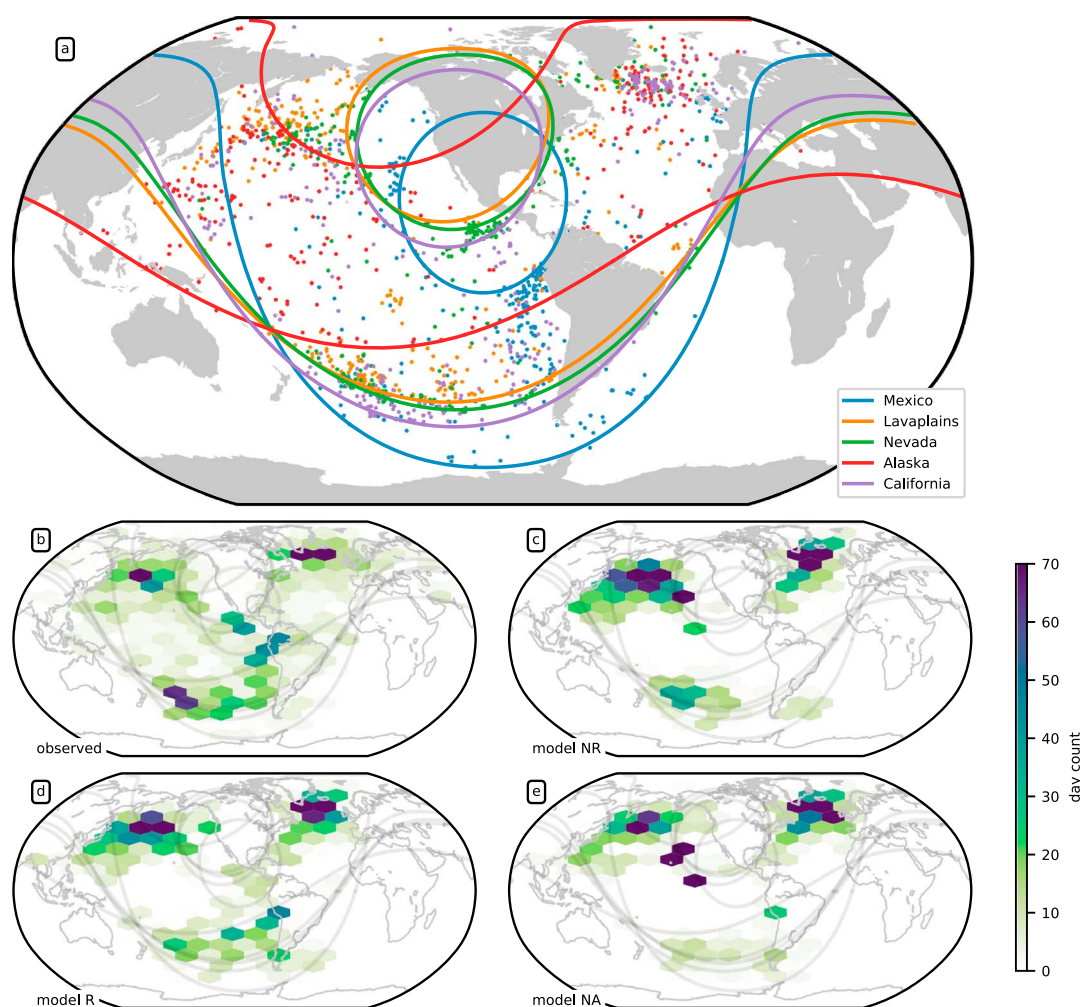 a
Mexico
Lavaplains
Nevada
Alaska
California
b
observed
c
model NR
d
model R
e
model NA
70
60
50
40
30
20
10
0
day count